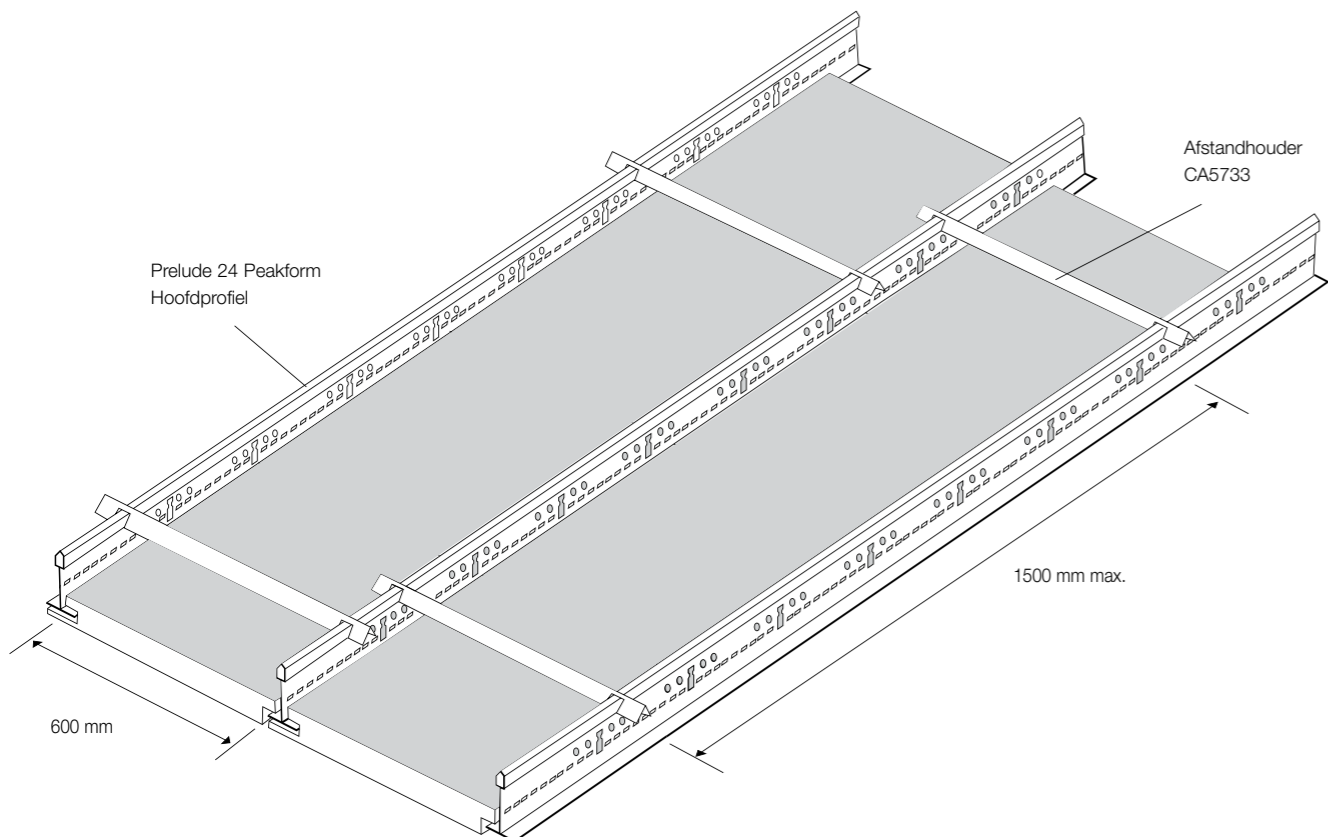 Afstandhouder
CA5733
Prelude 24 Peakform
Hoofdprofiel
1500 mm max.
600 mm